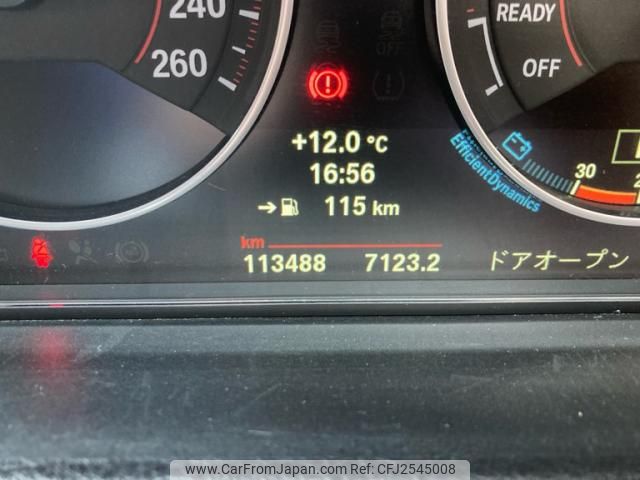 240
260
OFF
READY
OFF
+12.0 °C
16:56
EfficientDynamics
30
115 km
km
113488 7123.2 ドアオープン
www.CarFromJapan.com | Ref: CFJ2545008